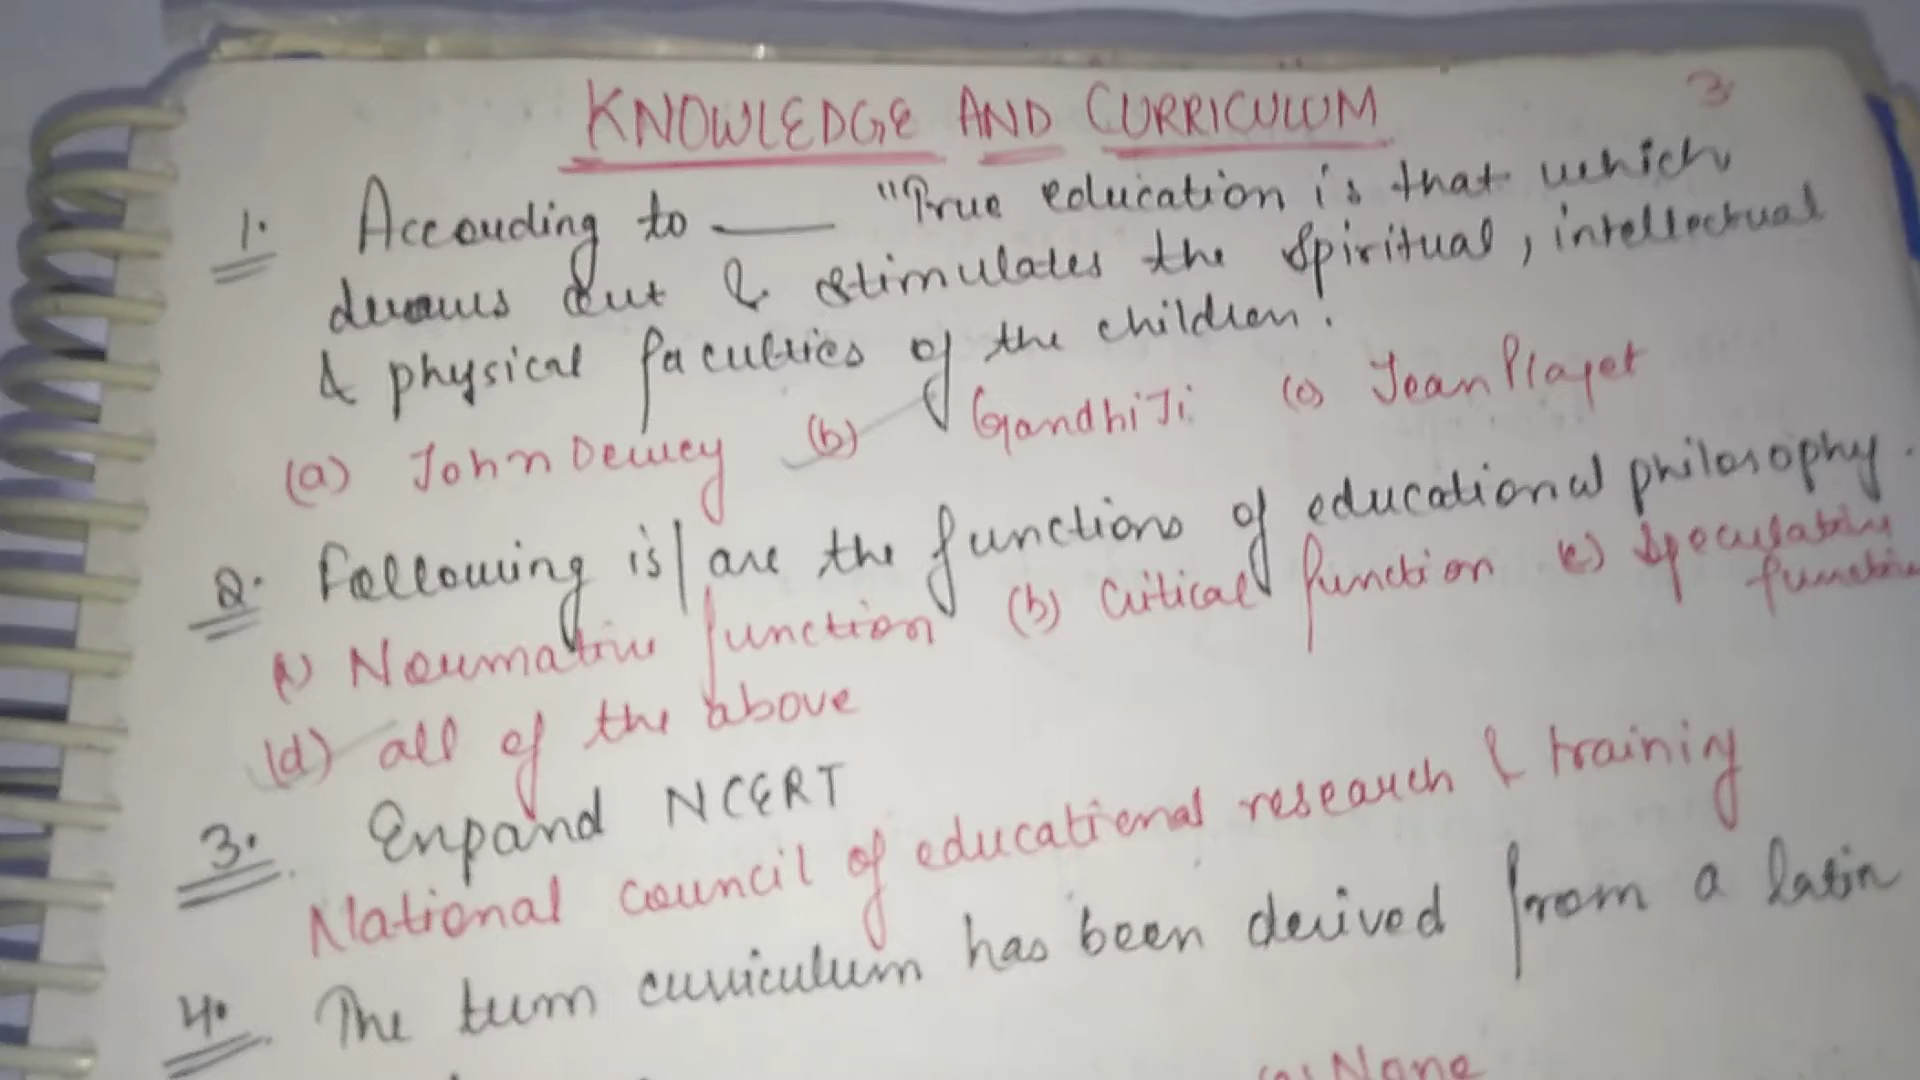 KNOWLEDGE AND CURRICULUM 3
1. According to ___ "True education is that which
draws out & stimulates the spiritual, intellectual
& physical faculties of the children".
(a) John Dewey (b) GandhiJi (c) Jean Piaget
2. Following is/are the functions of educational philosophy.
a) Normative function (b) Critical function c) Speculative
function
(d) all of the above
3. Expand NCERT
National council of educational research & training
4. The term curriculum has been derived from a latin
None